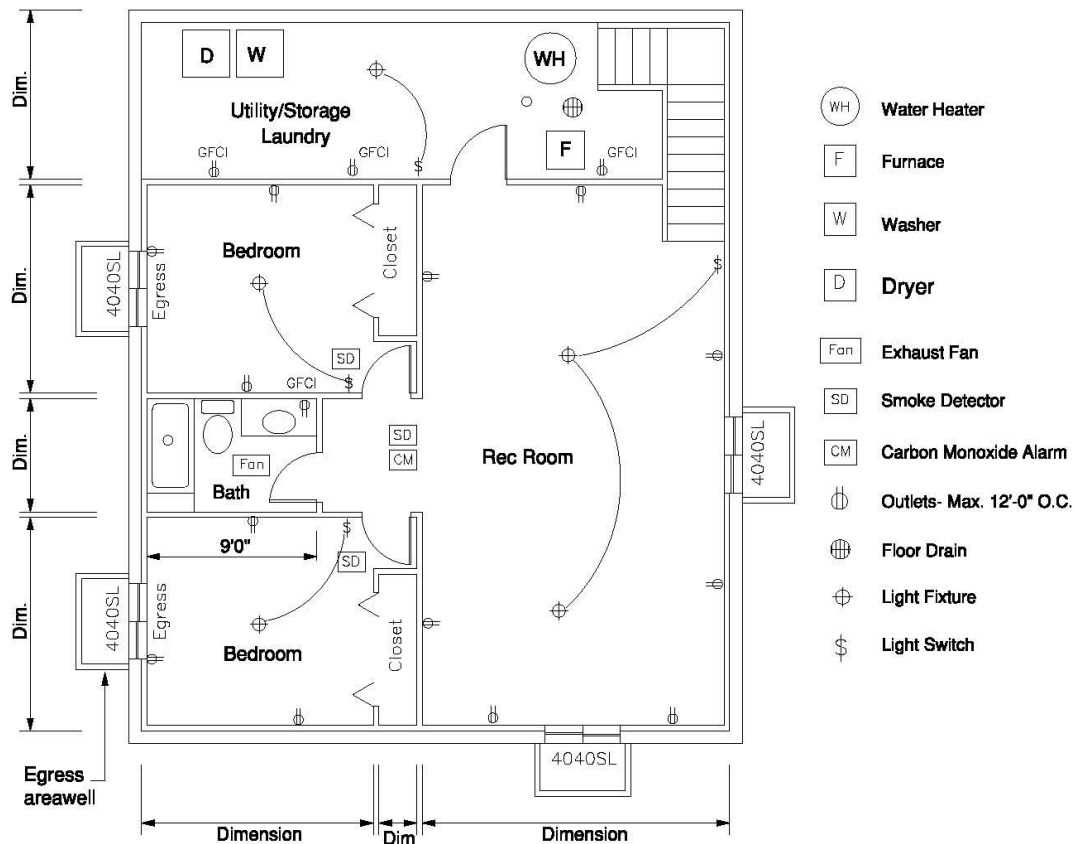 D
W
WH
Utility/Storage
Laundry
GFCI
GFCI
$
F
GFCI
Dim.
Bedroom
Closet
4040SL
Egress
$
Dim.
SD
GFCI
$
SD
CM
Fan
Bath
Rec Room
4040SL
Dim.
9'0"
$
SD
4040SL
Egress
Bedroom
Closet
Dim.
4040SL
Egress
areawell
Dimension
Dim
Dimension
WH Water Heater
F Furnace
W Washer
D Dryer
Fan Exhaust Fan
SD Smoke Detector
CM Carbon Monoxide Alarm
Outlets- Max. 12'-0" O.C.
Floor Drain
Light Fixture
$ Light Switch